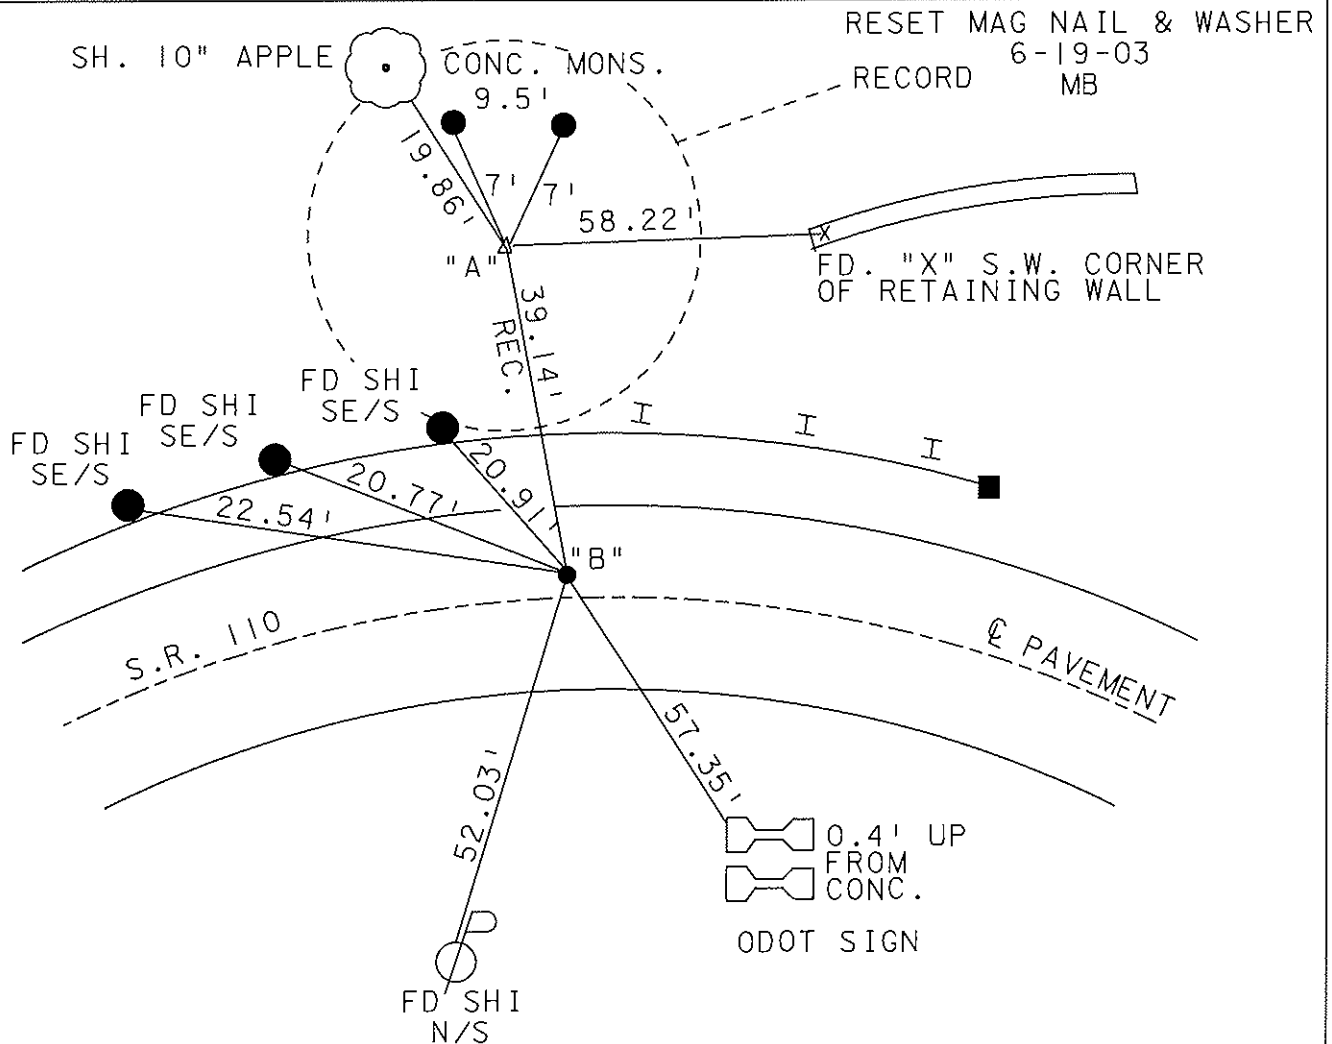 RESET MAG NAIL & WASHER
6-19-03
MB
SH. 10" APPLE
CONC. MONS.
9.5'
RECORD
19.86'
7'
7'
58.22'
"A"
FD. "X" S.W. CORNER
OF RETAINING WALL
X
39.14'
REC.
FD SHI
SE/S
FD SHI
SE/S
FD SHI
SE/S
I
I
I
22.54'
20.77'
20.91'
"B"
S.R. 110
℄ PAVEMENT
52.03'
57.35'
0.4' UP
FROM
CONC.
ODOT SIGN
FD SHI
N/S